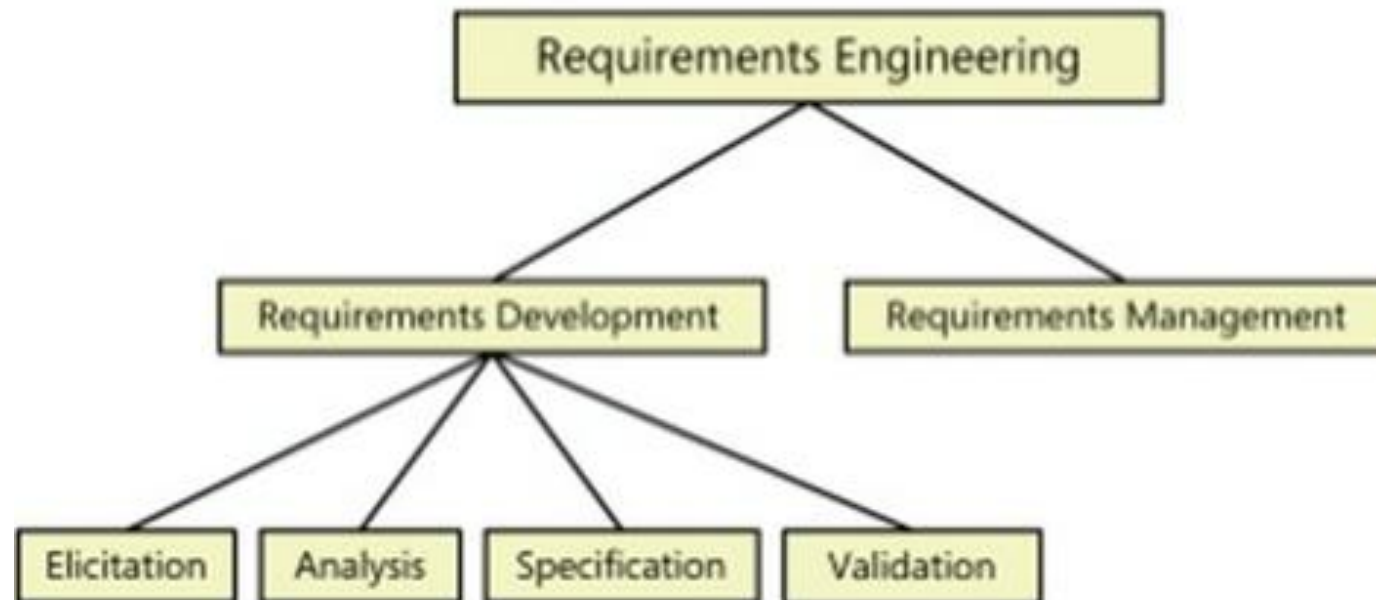 Requirements Engineering
Requirements Development
Requirements Management
Elicitation
Analysis
Specification
Validation